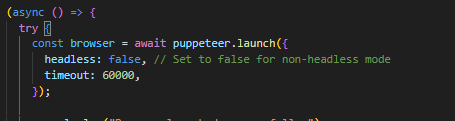 (async () => {
try {
const browser = await puppeteer.launch({
headless: false, // Set to false for non-headless mode
timeout: 60000,
});